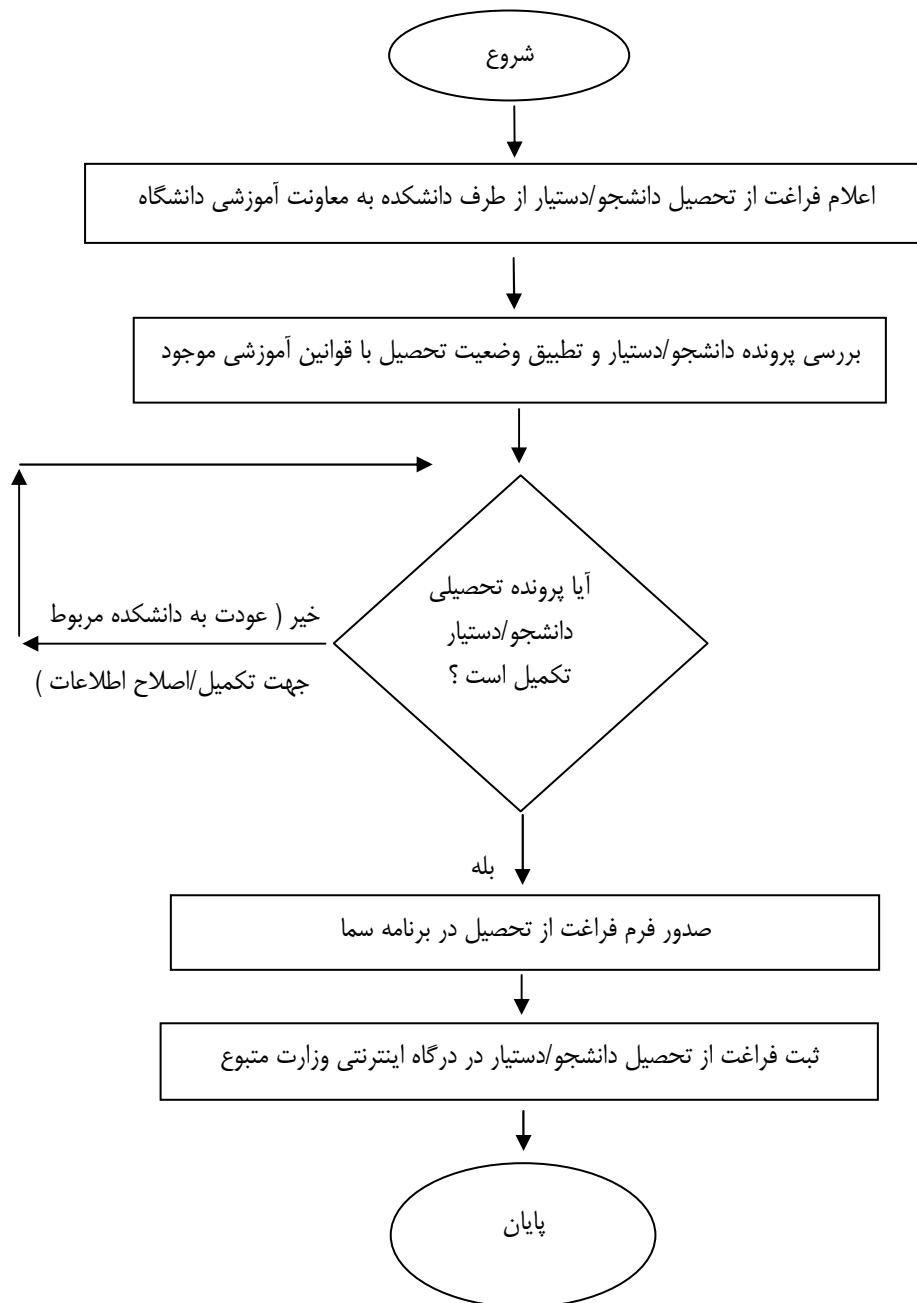 شروع
اعلام فراغت از تحصیل دانشجو/دستیار از طرف دانشکده به معاونت آموزشی دانشگاه
بررسی پرونده دانشجو/دستیار و تطبیق وضعیت تحصیل با قوانین آموزشی موجود
آیا پرونده تحصیلی
دانشجو/دستیار
تکمیل است ؟
خیر ( عودت به دانشکده مربوط
جهت تکمیل/اصلاح اطلاعات )
بله
صدور فرم فراغت از تحصیل در برنامه سما
ثبت فراغت از تحصیل دانشجو/دستیار در درگاه اینترنتی وزارت متبوع
پایان